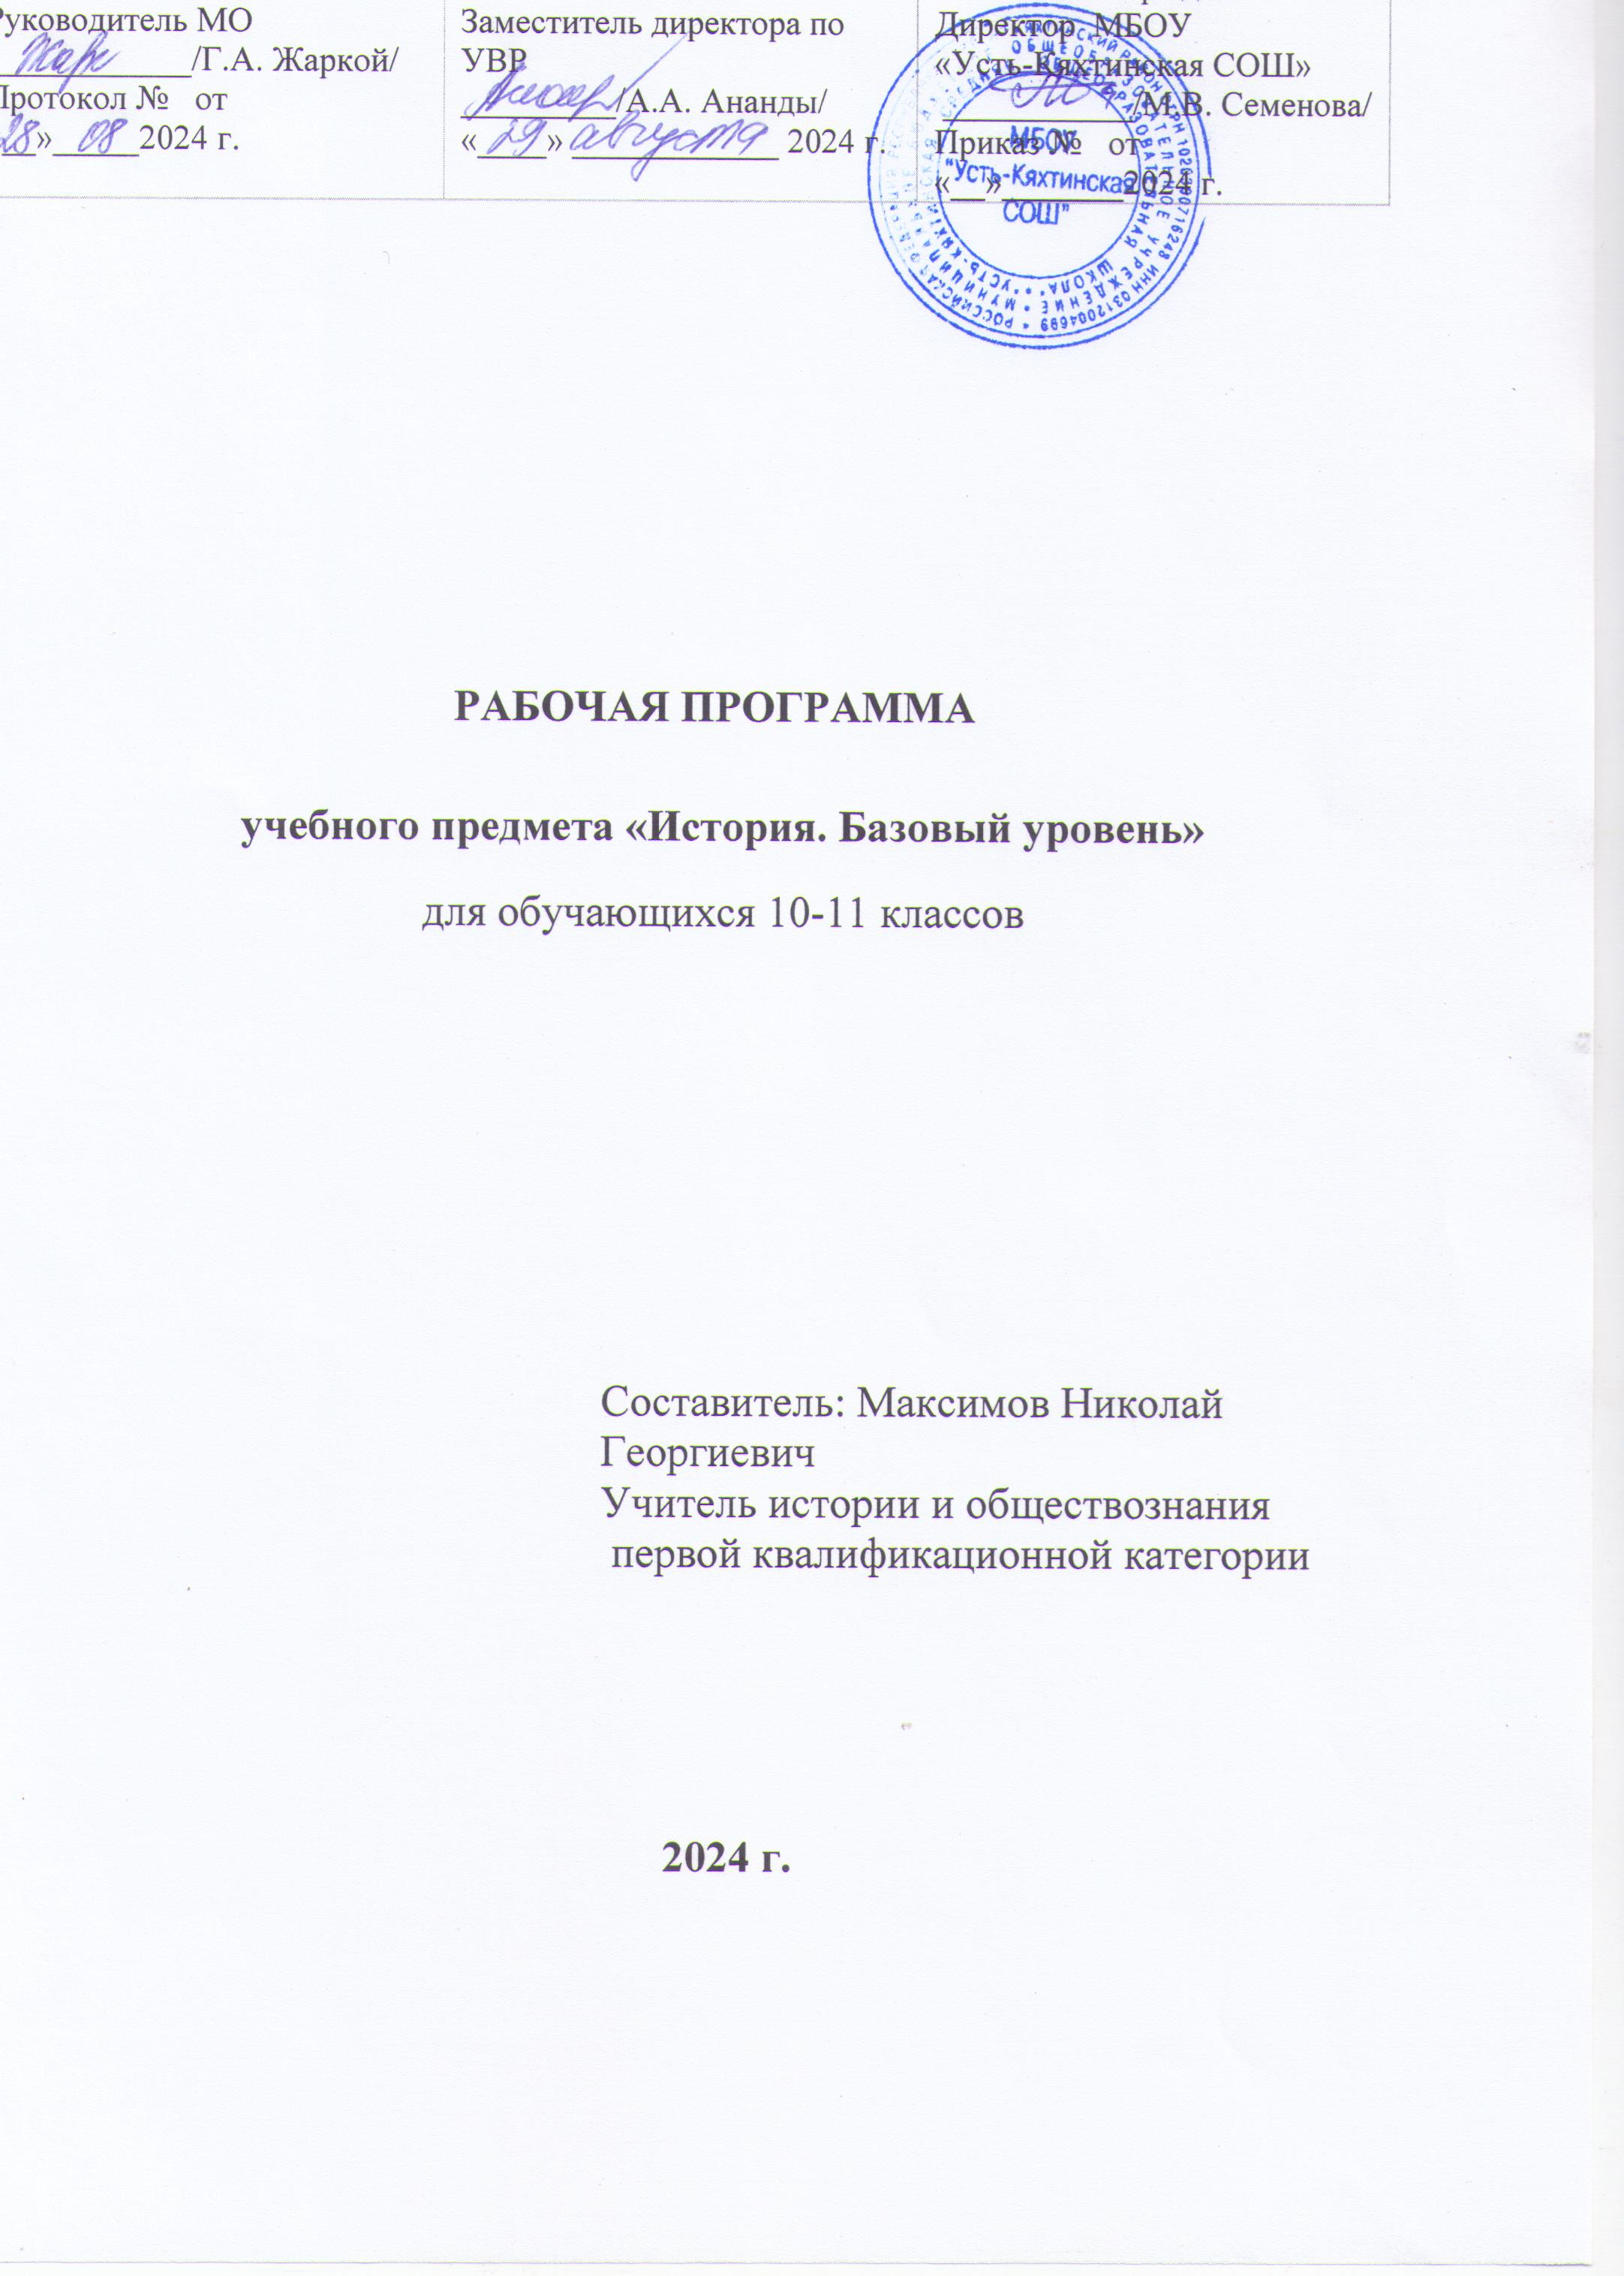 Руководитель МО
/Г.А. Жаркой/
Протокол № от
28»08 2024 г.
Заместитель директора по
УВР
/А.А. Ананды/
«29» августа 2024 г.
Директор МБОУ
«Усть-Кяхтинская СОШ»
/М.В. Семенова/
Приказ № от
«__»_______2024 г.
МБОУ
"Усть-Кяхтинская
СОШ"
РАБОЧАЯ ПРОГРАММА
учебного предмета «История. Базовый уровень»
для обучающихся 10-11 классов
Составитель: Максимов Николай
Георгиевич
Учитель истории и обществознания
первой квалификационной категории
2024 г.